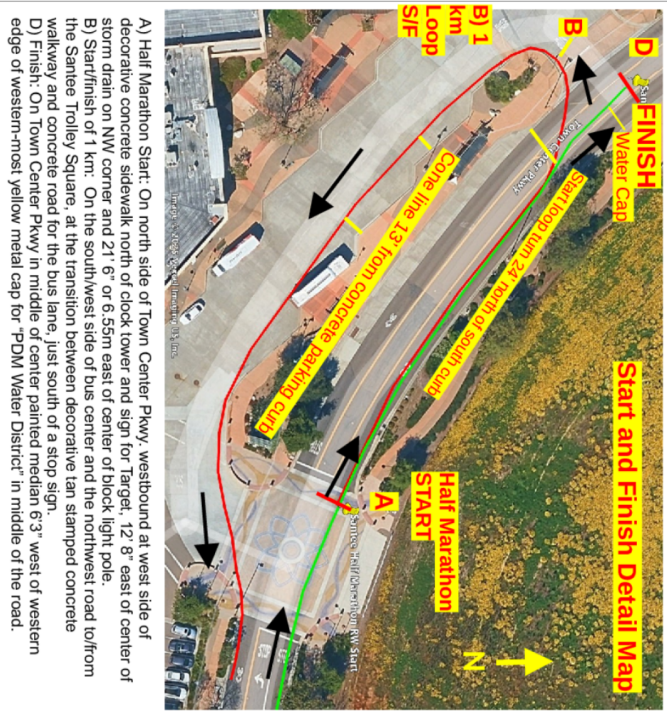 Start and Finish Detail Map
N
D
FINISH
Water Cap
Town Center Pkwy
B
Start loop turn 24' north of south curb
B) 1
km
Loop
S/F
Cone line 13' from concrete parking curb
Half Marathon
START
A
Santee Half Marathon RW Start
A) Half Marathon Start: On north side of Town Center Pkwy, westbound at west side of
decorative concrete sidewalk north of clock tower and sign for Target, 12' 8" east of center of
storm drain on NW corner and 21' 6" or 6.55m east of center of block light pole.
B) Start/finish of 1 km: On the south/west side of bus center and the northwest road to/from
the Santee Trolley Square, at the transition between decorative tan stamped concrete
walkway and concrete road for the bus lane, just south of a stop sign.
D) Finish: On Town Center Pkwy in middle of center painted median 6'3" west of western
edge of western-most yellow metal cap for "PDM Water District" in middle of the road.